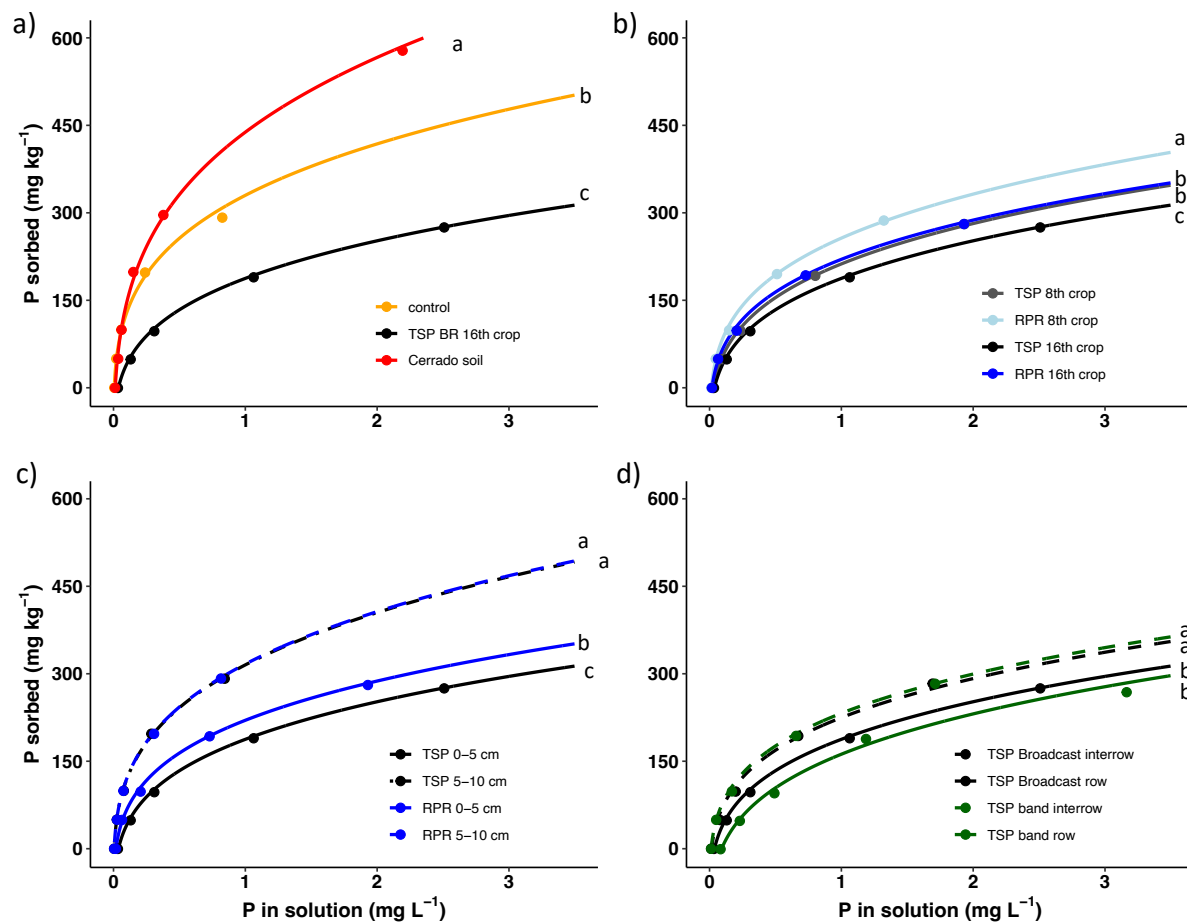 a)
600
450
300
150
0
P sorbed (mg kg⁻¹)
a
b
c
control
TSP BR 16th crop
Cerrado soil
0 1 2 3
b)
600
450
300
150
0
a
b
b
c
TSP 8th crop
RPR 8th crop
TSP 16th crop
RPR 16th crop
0 1 2 3
c)
600
450
300
150
0
P sorbed (mg kg⁻¹)
a
a
b
c
TSP 0–5 cm
TSP 5–10 cm
RPR 0–5 cm
RPR 5–10 cm
0 1 2 3
P in solution (mg L⁻¹)
d)
600
450
300
150
0
a
a
b
b
TSP Broadcast interrow
TSP Broadcast row
TSP band interrow
TSP band row
0 1 2 3
P in solution (mg L⁻¹)